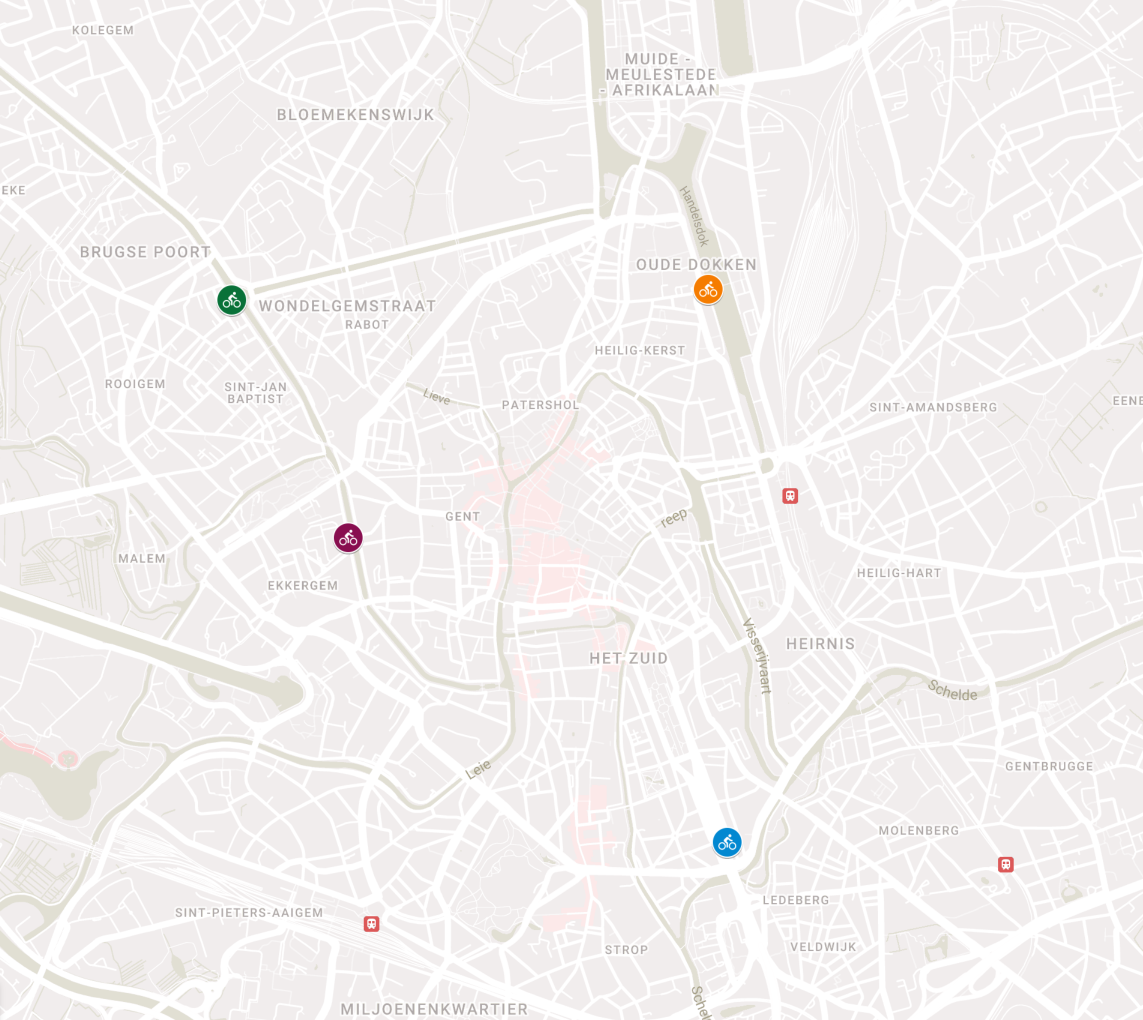 KOLEGEM
MUIDE -
MEULESTEDE
- AFRIKALAAN
BLOEMEKENSWIJK
EKE
Handelsdok
BRUGSE POORT
OUDE DOKKEN
WONDELGEMSTRAAT
RABOT
HEILIG-KERST
ROOIGEM
SINT-JAN
BAPTIST
Lieve
PATERSHOL
SINT-AMANDSBERG
EENE
GENT
reep
MALEM
EKKERGEM
HEILIG-HART
Visserijvaart
HEIRNIS
HET ZUID
Schelde
Leie
GENTBRUGGE
MOLENBERG
LEDEBERG
SINT-PIETERS-AAIGEM
STROP
VELDWIJK
Schel
MILJOENENKWARTIER